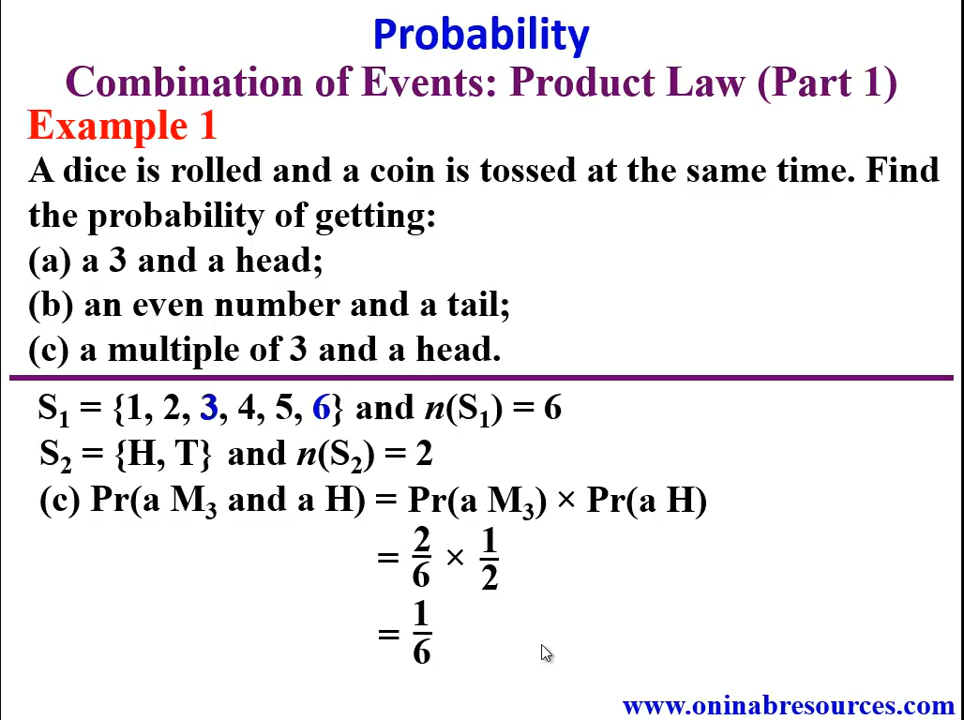 Probability
Combination of Events: Product Law (Part 1)
Example 1
A dice is rolled and a coin is tossed at the same time. Find
the probability of getting:
(a) a 3 and a head;
(b) an even number and a tail;
(c) a multiple of 3 and a head.
S₁ = {1, 2, 3, 4, 5, 6} and n(S₁) = 6
S₂ = {H, T} and n(S₂) = 2
(c) Pr(a M₃ and a H) = Pr(a M₃) × Pr(a H)
= 2/6 × 1/2
= 1/6
www.oninabresources.com